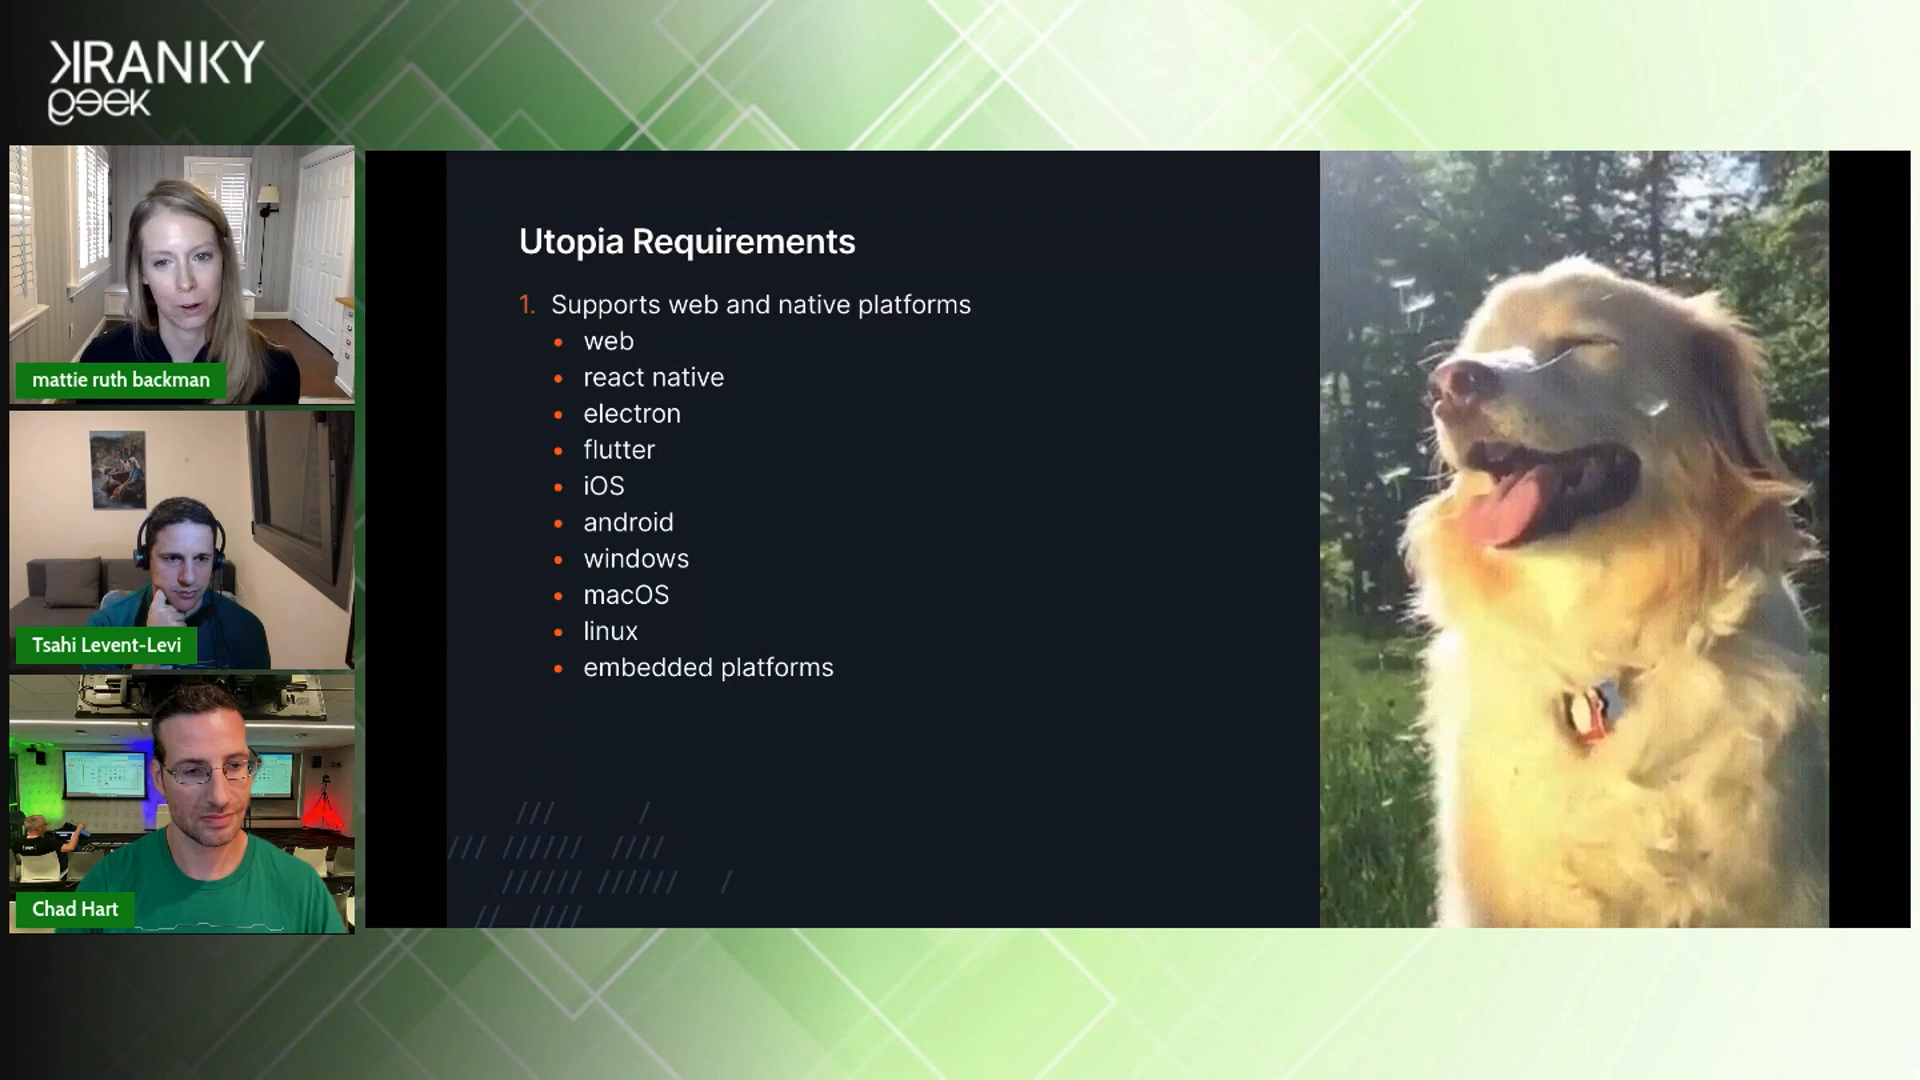 KRANKY
geek
mattie ruth backman
Tsahi Levent-Levi
Chad Hart
Utopia Requirements
1. Supports web and native platforms
• web
• react native
• electron
• flutter
• iOS
• android
• windows
• macOS
• linux
• embedded platforms